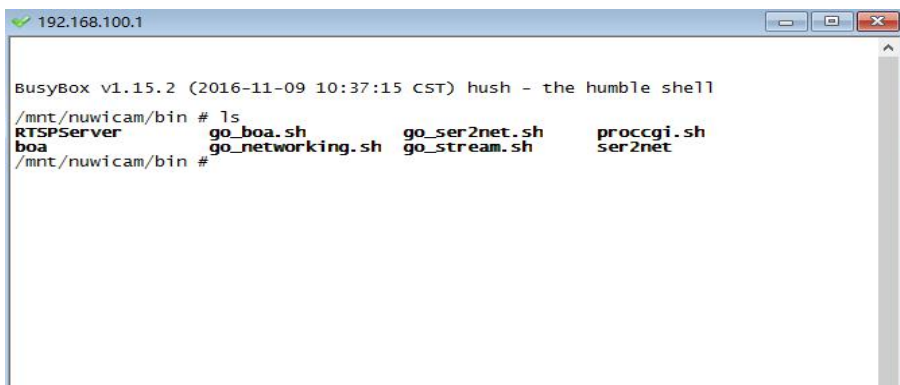 192.168.100.1
BusyBox v1.15.2 (2016-11-09 10:37:15 CST) hush - the humble shell
/mnt/nuwicam/bin # ls
RTSPServer go_boa.sh go_ser2net.sh proccgi.sh
boa go_networking.sh go_stream.sh ser2net
/mnt/nuwicam/bin #